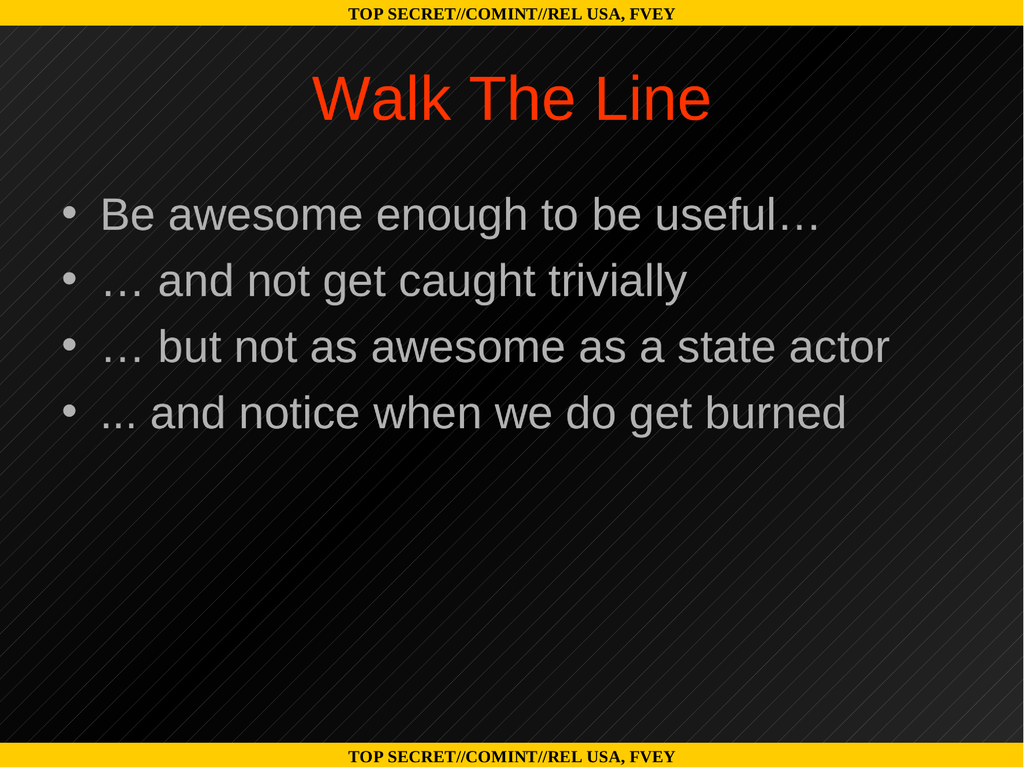 TOP SECRET//COMINT//REL USA, FVEY
Walk The Line
• Be awesome enough to be useful…
• … and not get caught trivially
• … but not as awesome as a state actor
• ... and notice when we do get burned
TOP SECRET//COMINT//REL USA, FVEY